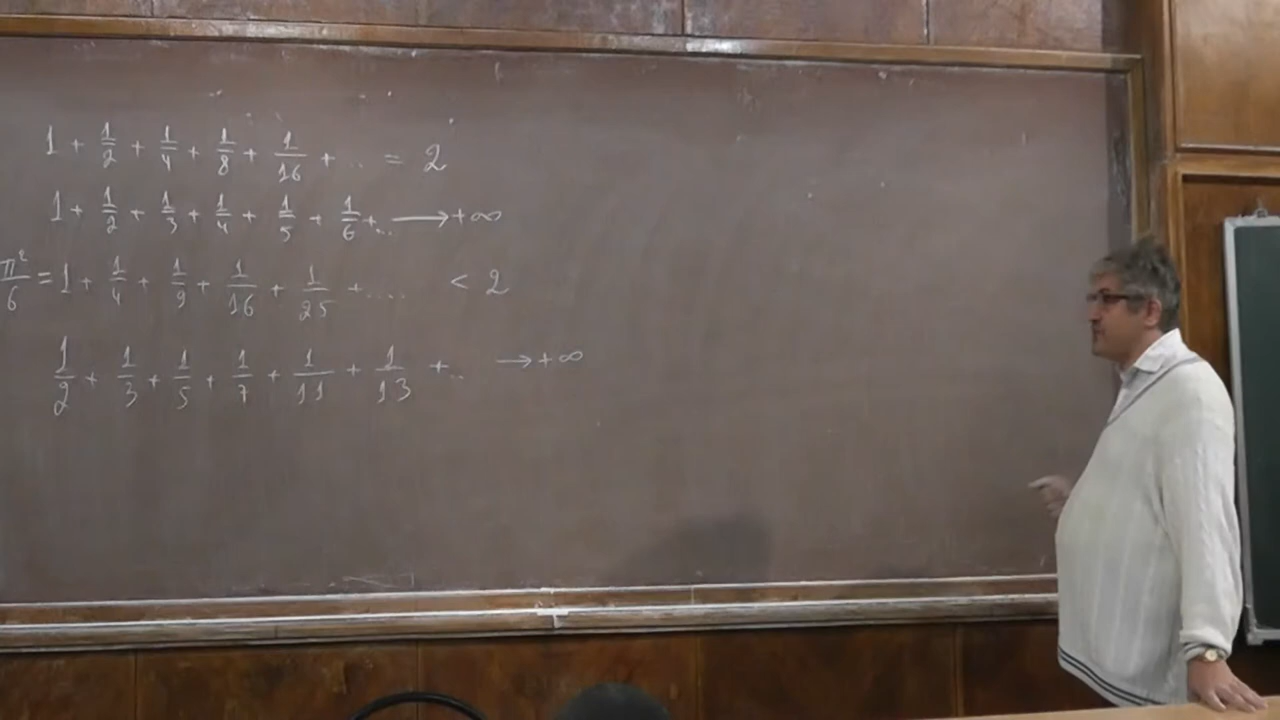 1 + 1/2 + 1/4 + 1/8 + 1/16 + .. = 2
1 + 1/2 + 1/3 + 1/4 + 1/5 + 1/6 + ... → +∞
π²/6 = 1 + 1/4 + 1/9 + 1/16 + 1/25 + .... < 2
1/2 + 1/3 + 1/5 + 1/7 + 1/11 + 1/13 + .. → +∞